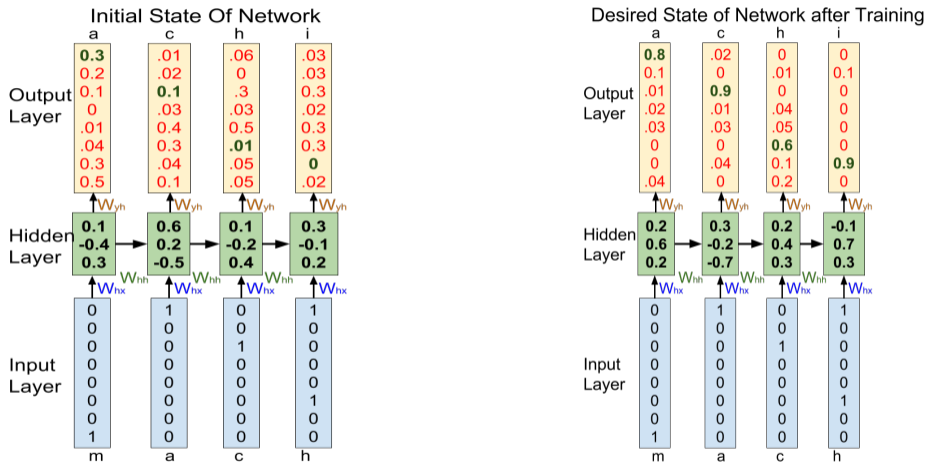 Initial State Of Network
a c h i
0.3 .01 .06 .03
0.2 .02 0 .03
0.1 0.1 .3 0.3
0 .03 .03 .02
.01 0.4 0.5 0.3
.04 0.3 .01 0.3
0.3 .04 .05 0
0.5 0.1 .05 .02
Output
Layer
Wyh Wyh Wyh Wyh
0.1 0.6 0.1 0.3
-0.4 0.2 -0.2 -0.1
0.3 -0.5 0.4 0.2
Hidden
Layer
Whh Whh Whh
Whx Whx Whx Whx
0 1 0 1
0 0 0 0
0 0 1 0
0 0 0 0
0 0 0 0
0 0 0 1
0 0 0 0
1 0 0 0
Input
Layer
m a c h
Desired State of Network after Training
a c h i
0.8 .02 0 0
0.1 0 .01 0.1
.01 0.9 0 0
.02 .01 .04 0
.03 .03 .05 0
0 0 0.6 0
0 .04 0.1 0.9
.04 0 0.2 0
Output
Layer
Wyh Wyh Wyh Wyh
0.2 0.3 0.2 -0.1
0.6 -0.2 0.4 0.7
0.2 -0.7 0.3 0.3
Hidden
Layer
Whh Whh Whh
Whx Whx Whx Whx
0 1 0 1
0 0 0 0
0 0 1 0
0 0 0 0
0 0 0 0
0 0 0 1
0 0 0 0
1 0 0 0
Input
Layer
m a c h